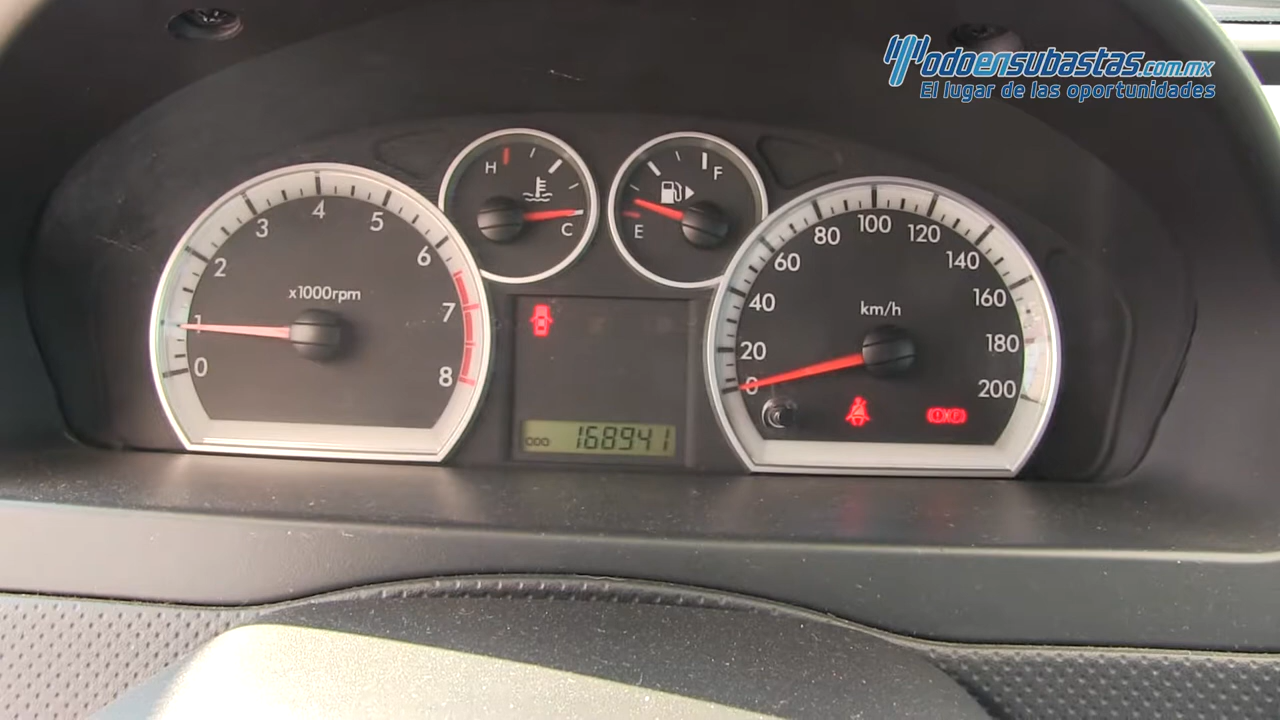 Todoensubastas.com.mx
El lugar de las oportunidades
H
C
F
E
0
1
2
3
4
5
6
7
8
x1000rpm
0
20
40
60
80
100
120
140
160
180
200
km/h
ODO 168941